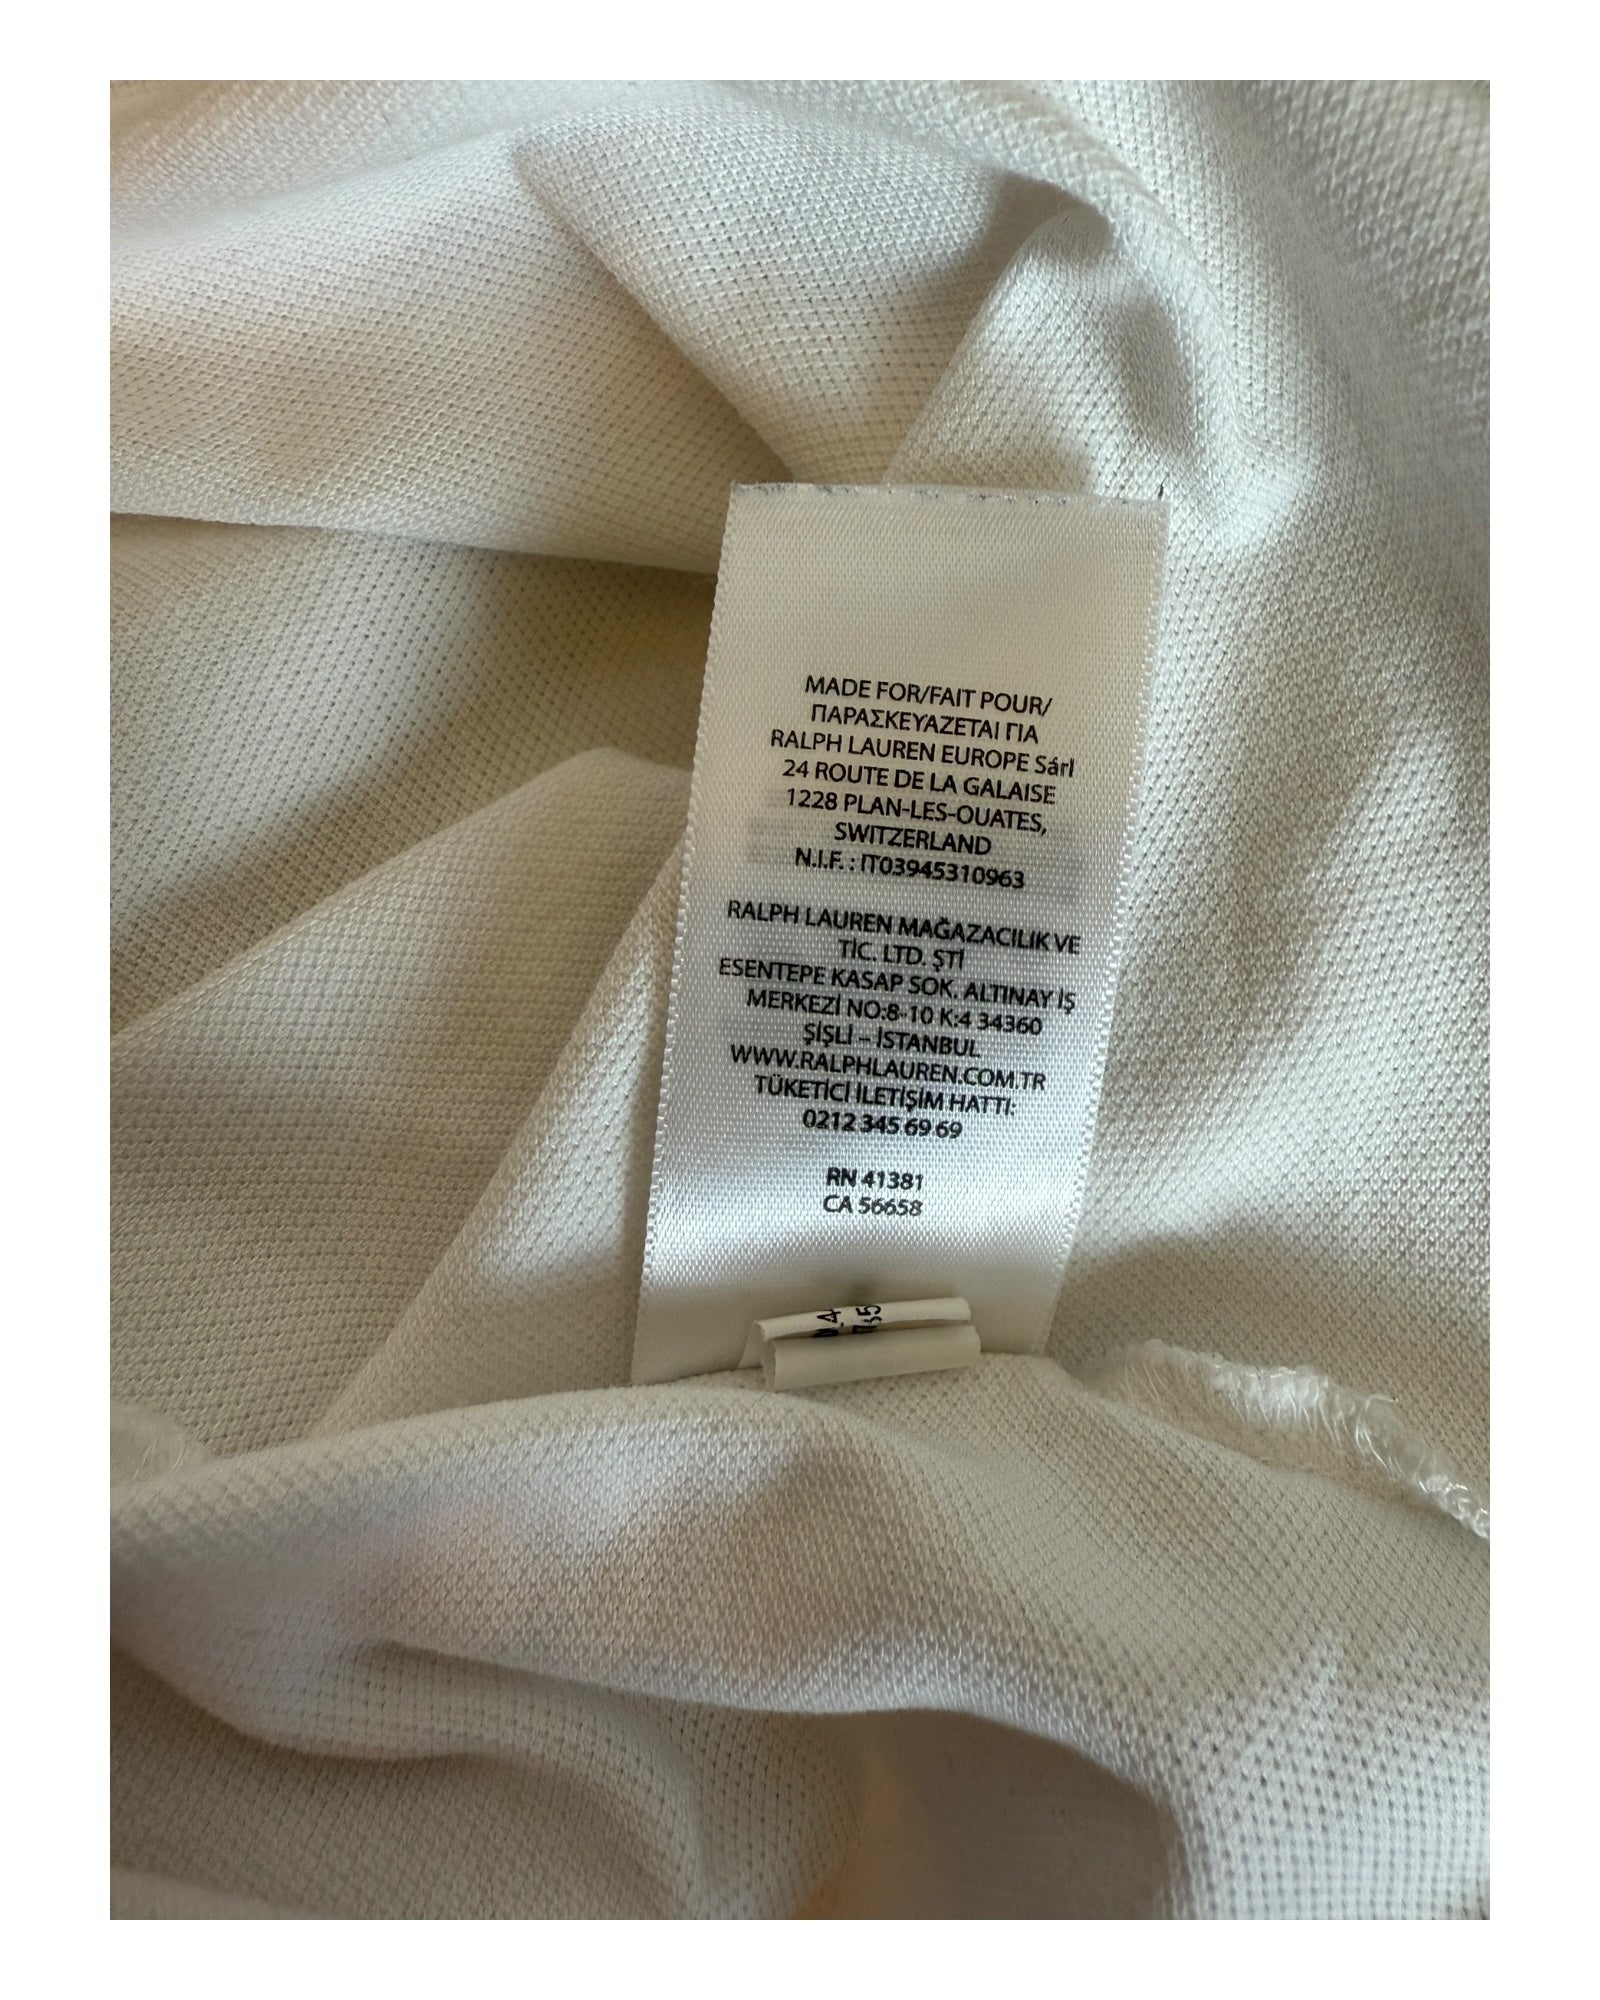 MADE FOR/FAIT POUR/
ΠΑΡΑΣΚΕΥΑΖΕΤΑΙ ΓΙΑ
RALPH LAUREN EUROPE Sárl
24 ROUTE DE LA GALAISE
1228 PLAN-LES-OUATES,
SWITZERLAND
N.I.F. : IT03945310963
RALPH LAUREN MAĞAZACILIK VE
TİC. LTD. ŞTİ
ESENTEPE KASAP SOK. ALTINAY İŞ
MERKEZİ NO:8-10 K:4 34360
ŞİŞLİ – İSTANBUL
WWW.RALPHLAUREN.COM.TR
TÜKETİCİ İLETİŞİM HATTI:
0212 345 69 69
RN 41381
CA 56658